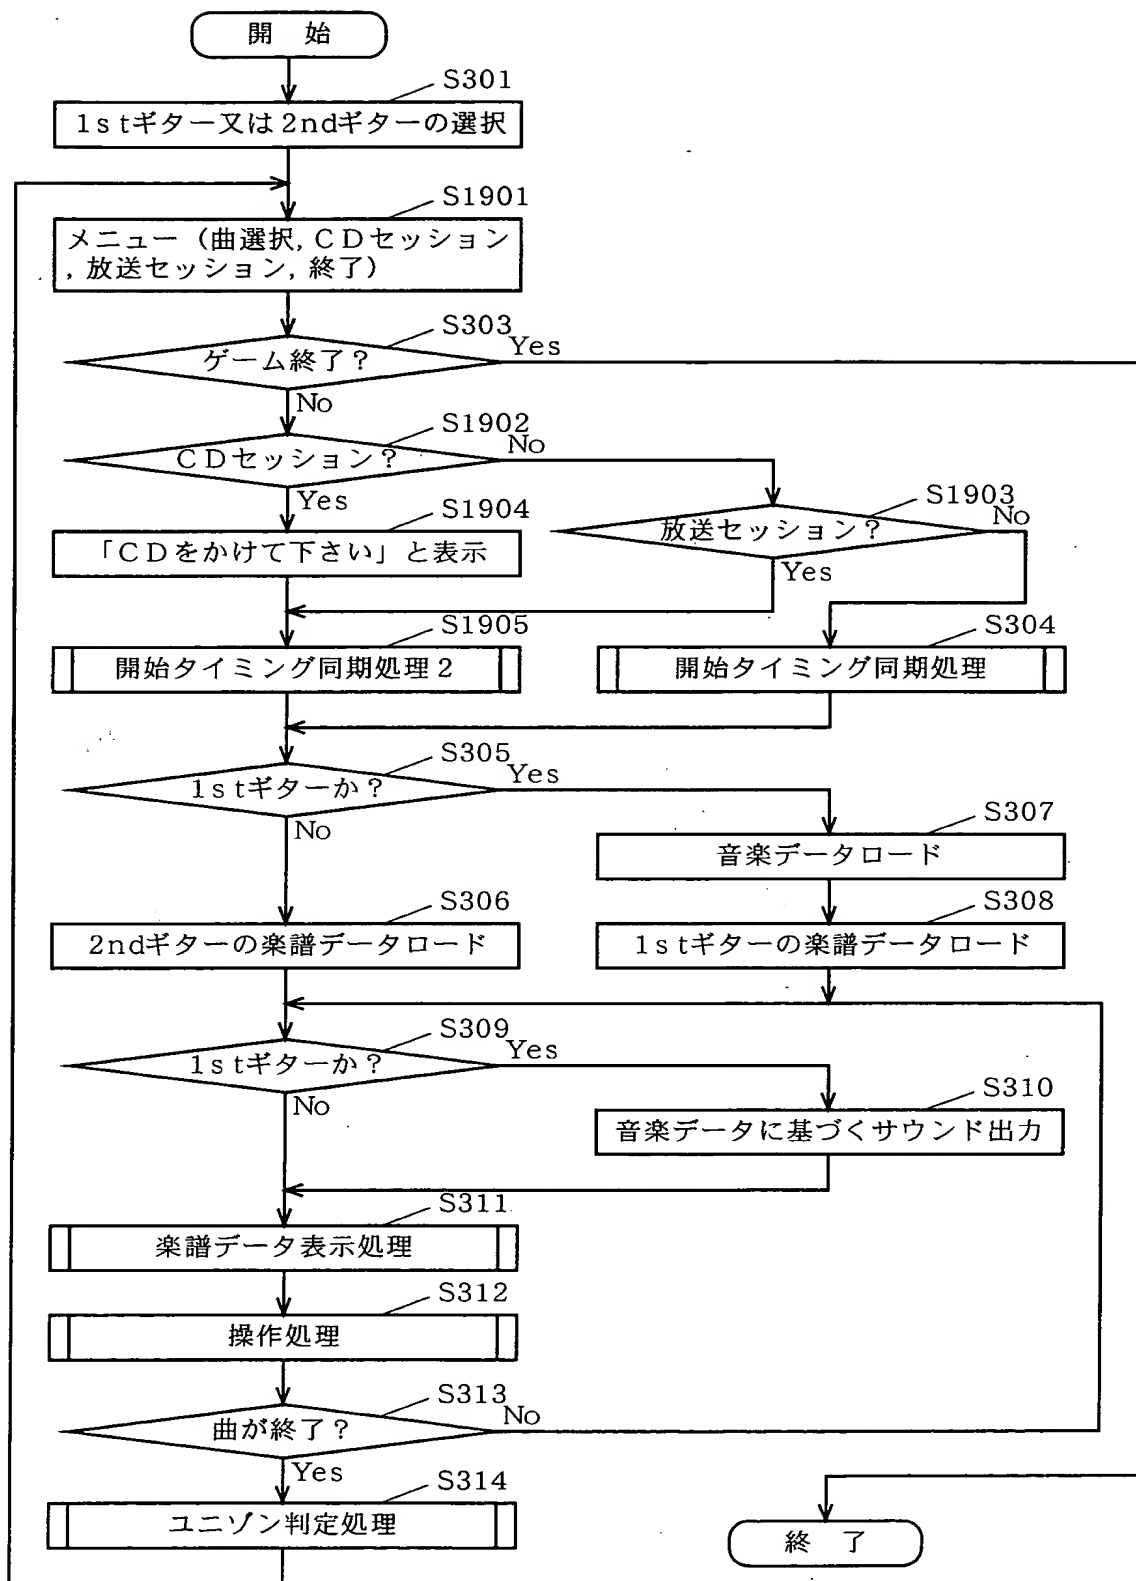 開 始
S301
1stギター又は2ndギターの選択
S1901
メニュー（曲選択,ＣＤセッション
,放送セッション,終了）
S303
ゲーム終了？
Yes
No
S1902
ＣＤセッション？
No
Yes
S1903
放送セッション？
No
Yes
S1904
「ＣＤをかけて下さい」と表示
S1905
開始タイミング同期処理２
S304
開始タイミング同期処理
S305
1stギターか？
Yes
No
S307
音楽データロード
S306
2ndギターの楽譜データロード
S308
1stギターの楽譜データロード
S309
1stギターか？
Yes
No
S310
音楽データに基づくサウンド出力
S311
楽譜データ表示処理
S312
操作処理
S313
曲が終了？
No
Yes
S314
ユニゾン判定処理
終 了